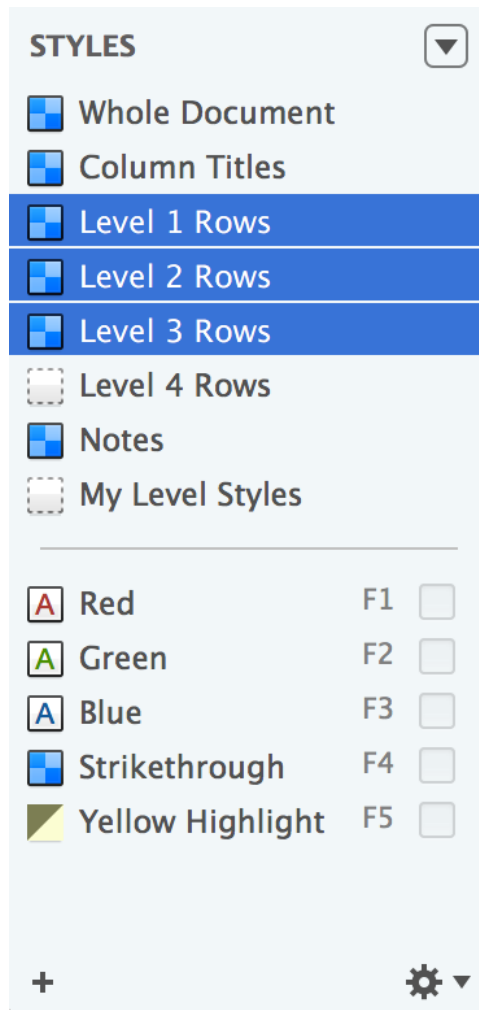 STYLES
Whole Document
Column Titles
Level 1 Rows
Level 2 Rows
Level 3 Rows
Level 4 Rows
Notes
My Level Styles
A Red F1
A Green F2
A Blue F3
Strikethrough F4
Yellow Highlight F5
+